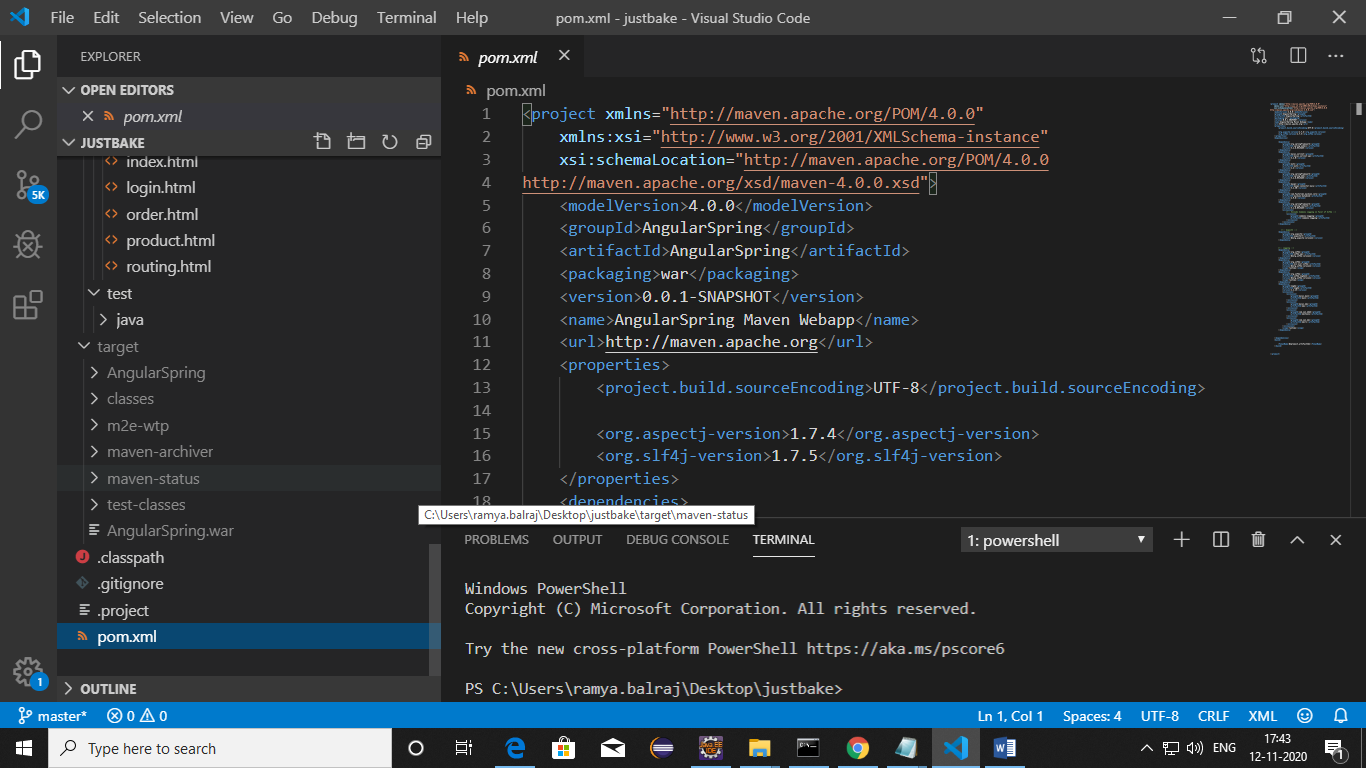 File Edit Selection View Go Debug Terminal Help
pom.xml - justbake - Visual Studio Code
EXPLORER
OPEN EDITORS
pom.xml
JUSTBAKE
index.html
login.html
order.html
product.html
routing.html
test
java
target
AngularSpring
classes
m2e-wtp
maven-archiver
maven-status
test-classes
AngularSpring.war
.classpath
.gitignore
.project
pom.xml
OUTLINE
5K
1
pom.xml
pom.xml
1 <project xmlns="http://maven.apache.org/POM/4.0.0"
2 xmlns:xsi="http://www.w3.org/2001/XMLSchema-instance"
3 xsi:schemaLocation="http://maven.apache.org/POM/4.0.0
4 http://maven.apache.org/xsd/maven-4.0.0.xsd">
5 <modelVersion>4.0.0</modelVersion>
6 <groupId>AngularSpring</groupId>
7 <artifactId>AngularSpring</artifactId>
8 <packaging>war</packaging>
9 <version>0.0.1-SNAPSHOT</version>
10 <name>AngularSpring Maven Webapp</name>
11 <url>http://maven.apache.org</url>
12 <properties>
13 <project.build.sourceEncoding>UTF-8</project.build.sourceEncoding>
14
15 <org.aspectj-version>1.7.4</org.aspectj-version>
16 <org.slf4j-version>1.7.5</org.slf4j-version>
17 </properties>
18 <dependencies>
C:\Users\ramya.balraj\Desktop\justbake\target\maven-status
PROBLEMS OUTPUT DEBUG CONSOLE TERMINAL 1: powershell
Windows PowerShell
Copyright (C) Microsoft Corporation. All rights reserved.
Try the new cross-platform PowerShell https://aka.ms/pscore6
PS C:\Users\ramya.balraj\Desktop\justbake>
master* 0 0 Ln 1, Col 1 Spaces: 4 UTF-8 CRLF XML
Type here to search
ENG
17:43
12-11-2020
1